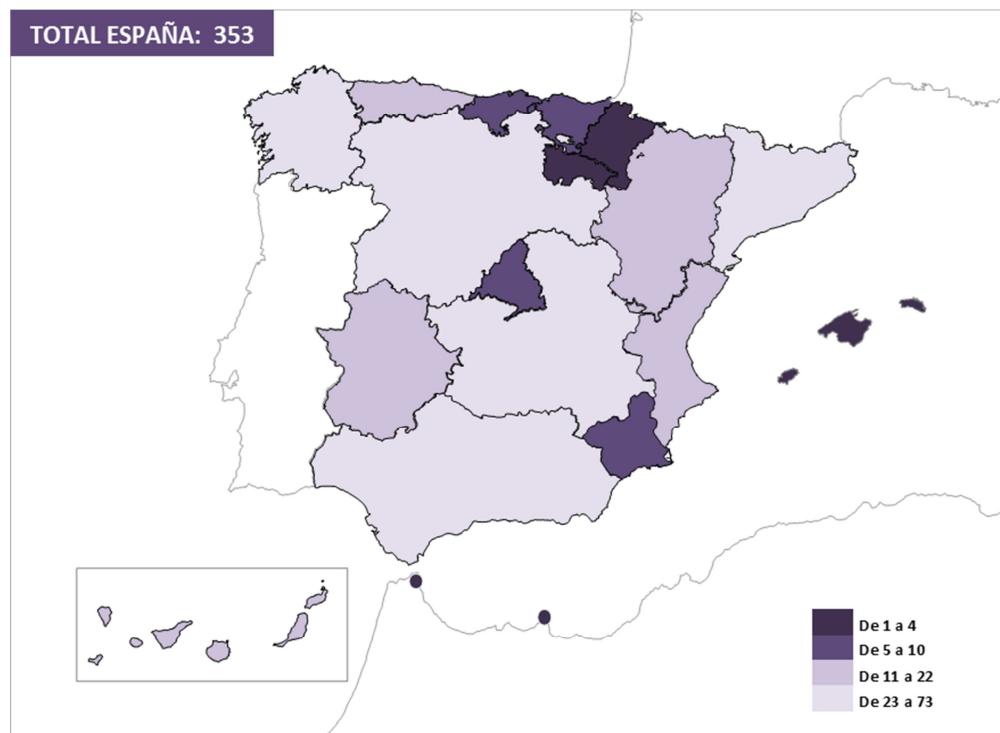 TOTAL ESPAÑA: 353
De 1 a 4
De 5 a 10
De 11 a 22
De 23 a 73